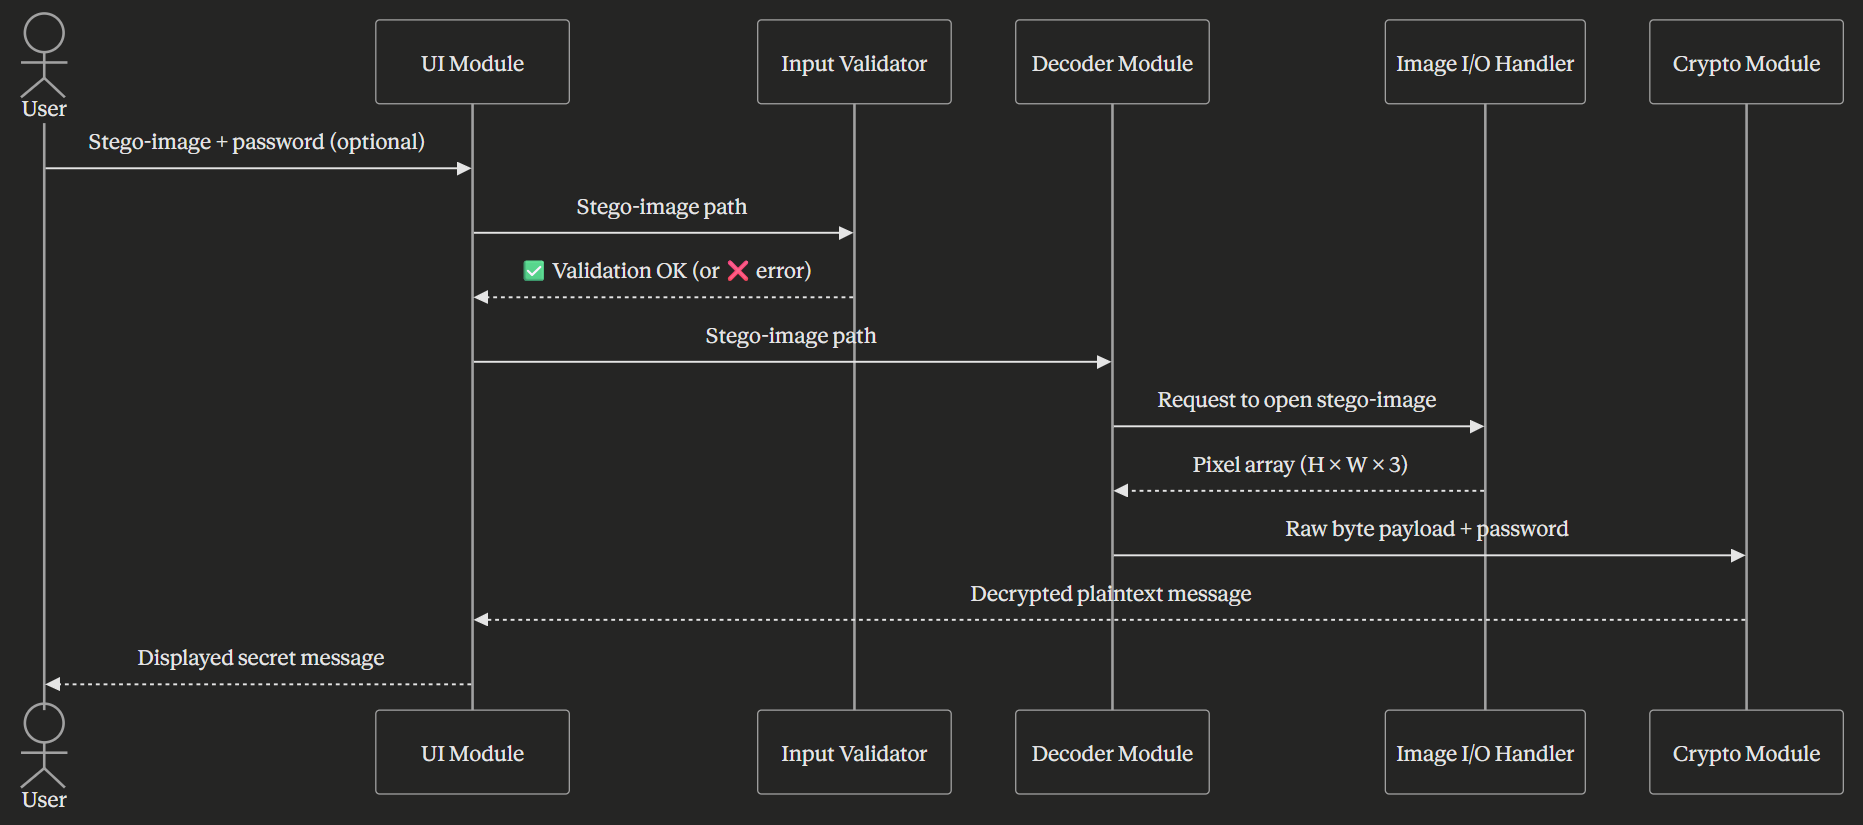 UI Module
Input Validator
Decoder Module
Image I/O Handler
Crypto Module
User
Stego-image + password (optional)
Stego-image path
✅ Validation OK (or ❌ error)
Stego-image path
Request to open stego-image
Pixel array (H × W × 3)
Raw byte payload + password
Decrypted plaintext message
Displayed secret message
UI Module
Input Validator
Decoder Module
Image I/O Handler
Crypto Module
User